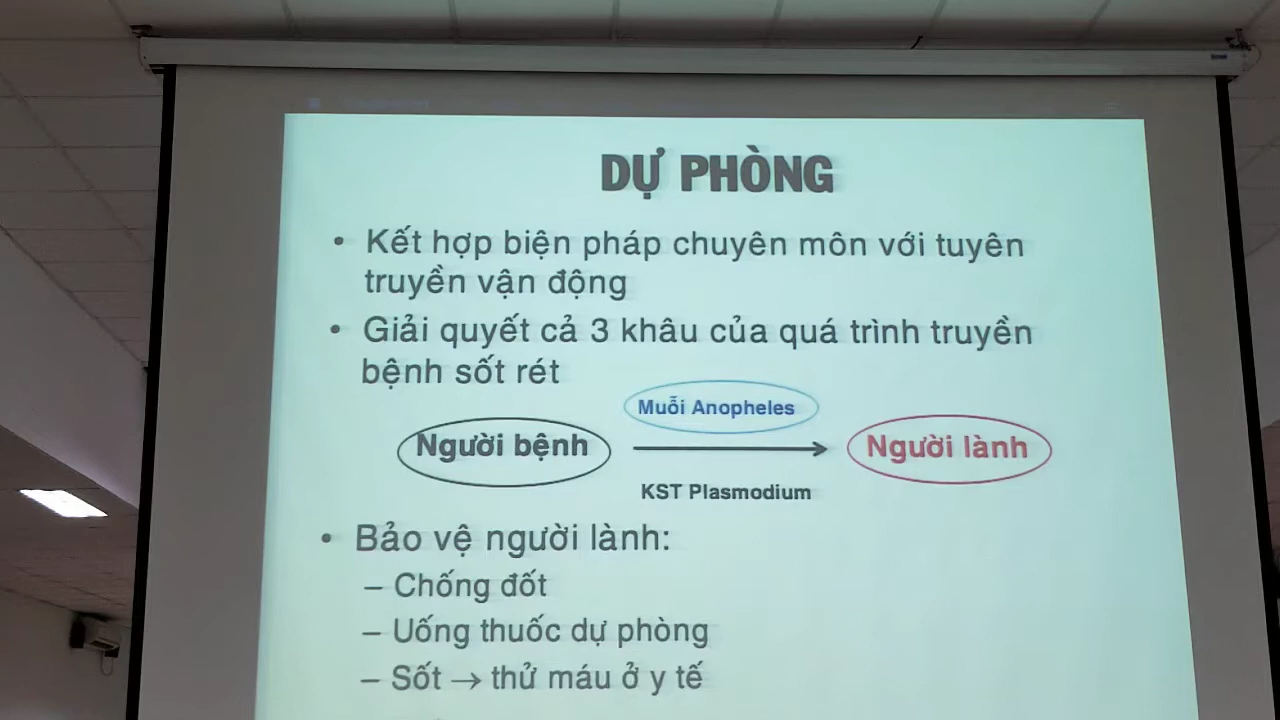 DỰ PHÒNG
• Kết hợp biện pháp chuyên môn với tuyên
truyền vận động
• Giải quyết cả 3 khâu của quá trình truyền
bệnh sốt rét
Muỗi Anopheles
Người bệnh
Người lành
KST Plasmodium
• Bảo vệ người lành:
– Chống đốt
– Uống thuốc dự phòng
– Sốt → thử máu ở y tế